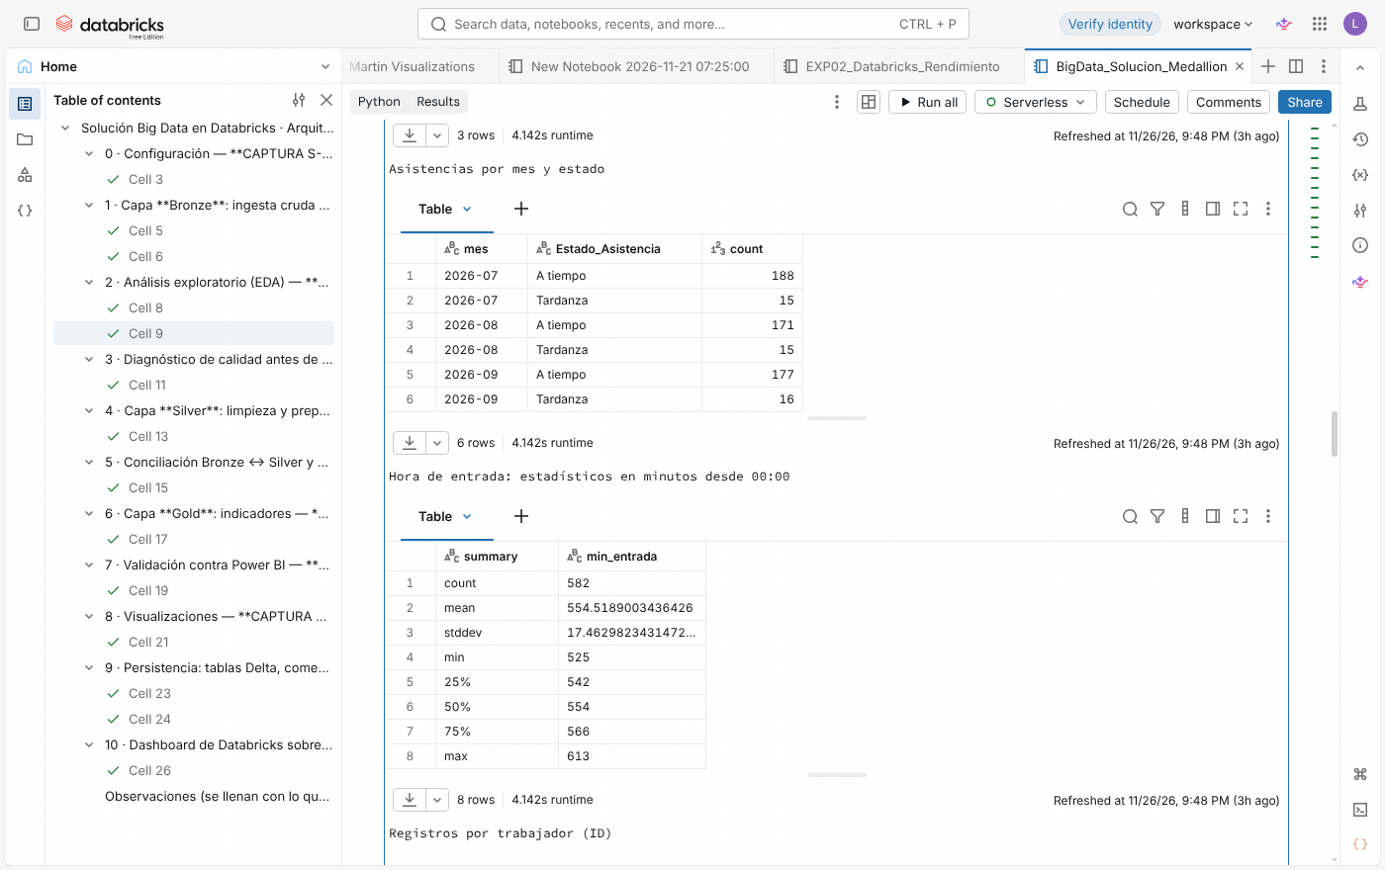 databricks
Free Edition
Search data, notebooks, recents, and more...
CTRL + P
Verify identity
workspace
L
Home
Martin Visualizations
New Notebook 2026-11-21 07:25:00
EXP02_Databricks_Rendimiento
BigData_Solucion_Medallion
Table of contents
Python
Results
Run all
Serverless
Schedule
Comments
Share
Solución Big Data en Databricks · Arquit...
0 · Configuración — **CAPTURA S-...
Cell 3
1 · Capa **Bronze**: ingesta cruda ...
Cell 5
Cell 6
2 · Análisis exploratorio (EDA) — **...
Cell 8
Cell 9
3 · Diagnóstico de calidad antes de ...
Cell 11
4 · Capa **Silver**: limpieza y prep...
Cell 13
5 · Conciliación Bronze ↔ Silver y ...
Cell 15
6 · Capa **Gold**: indicadores — *...
Cell 17
7 · Validación contra Power BI — **...
Cell 19
8 · Visualizaciones — **CAPTURA ...
Cell 21
9 · Persistencia: tablas Delta, come...
Cell 23
Cell 24
10 · Dashboard de Databricks sobre...
Cell 26
Observaciones (se llenan con lo qu...
3 rows
4.142s runtime
Refreshed at 11/26/26, 9:48 PM (3h ago)
Asistencias por mes y estado
Table
mes Estado_Asistencia count
1 2026-07 A tiempo 188
2 2026-07 Tardanza 15
3 2026-08 A tiempo 171
4 2026-08 Tardanza 15
5 2026-09 A tiempo 177
6 2026-09 Tardanza 16
6 rows
4.142s runtime
Refreshed at 11/26/26, 9:48 PM (3h ago)
Hora de entrada: estadísticos en minutos desde 00:00
Table
summary min_entrada
1 count 582
2 mean 554.5189003436426
3 stddev 17.4629823431472...
4 min 525
5 25% 542
6 50% 554
7 75% 566
8 max 613
8 rows
4.142s runtime
Refreshed at 11/26/26, 9:48 PM (3h ago)
Registros por trabajador (ID)